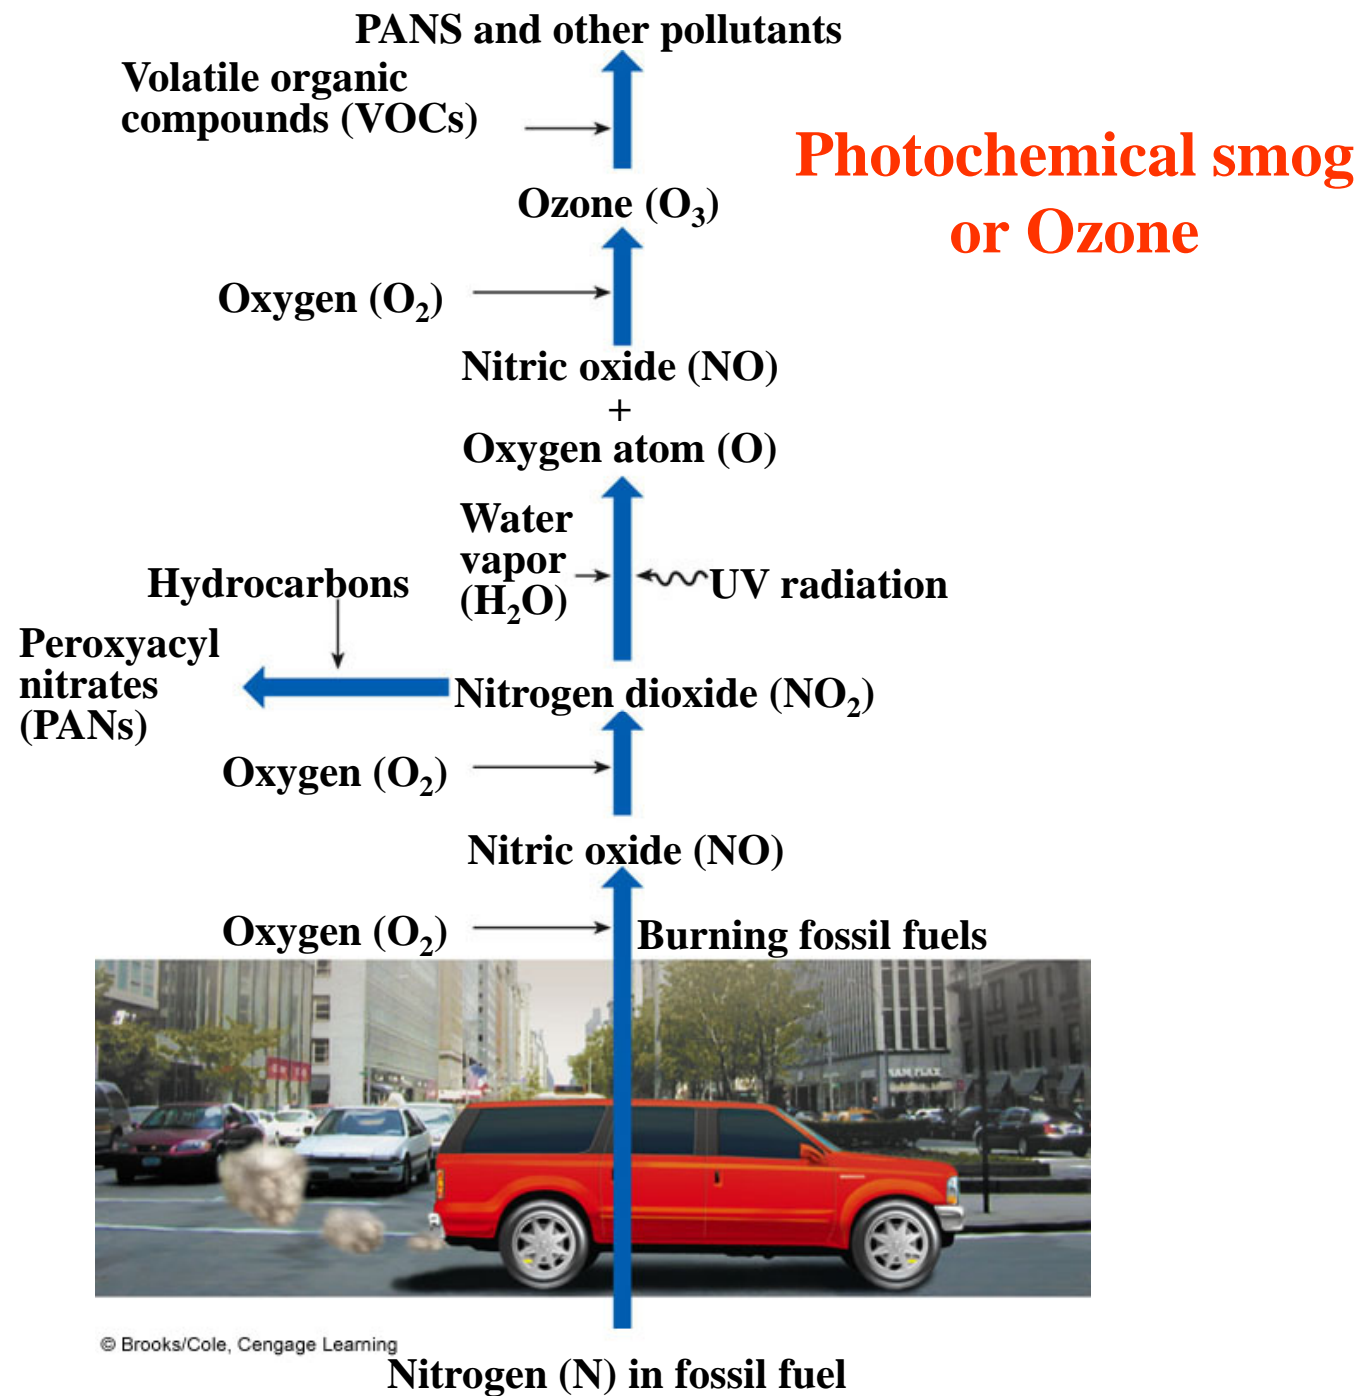 PANS and other pollutants
Volatile organic
compounds (VOCs)
Photochemical smog
or Ozone
Ozone (O₃)
Oxygen (O₂)
Nitric oxide (NO)
+
Oxygen atom (O)
Water
vapor
(H₂O)
UV radiation
Hydrocarbons
Peroxyacyl
nitrates
(PANs)
Nitrogen dioxide (NO₂)
Oxygen (O₂)
Nitric oxide (NO)
Oxygen (O₂)
Burning fossil fuels
SAM FLAX
© Brooks/Cole, Cengage Learning
Nitrogen (N) in fossil fuel